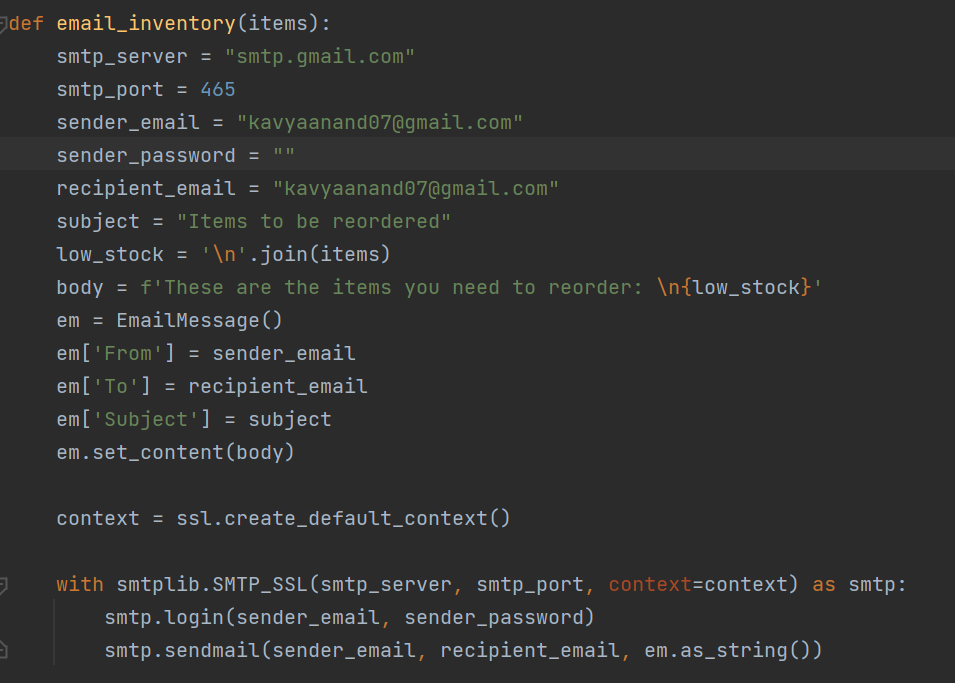 def email_inventory(items):
    smtp_server = "smtp.gmail.com"
    smtp_port = 465
    sender_email = "kavyaanand07@gmail.com"
    sender_password = ""
    recipient_email = "kavyaanand07@gmail.com"
    subject = "Items to be reordered"
    low_stock = '\n'.join(items)
    body = f'These are the items you need to reorder: \n{low_stock}'
    em = EmailMessage()
    em['From'] = sender_email
    em['To'] = recipient_email
    em['Subject'] = subject
    em.set_content(body)
    context = ssl.create_default_context()
    with smtplib.SMTP_SSL(smtp_server, smtp_port, context=context) as smtp:
        smtp.login(sender_email, sender_password)
        smtp.sendmail(sender_email, recipient_email, em.as_string())